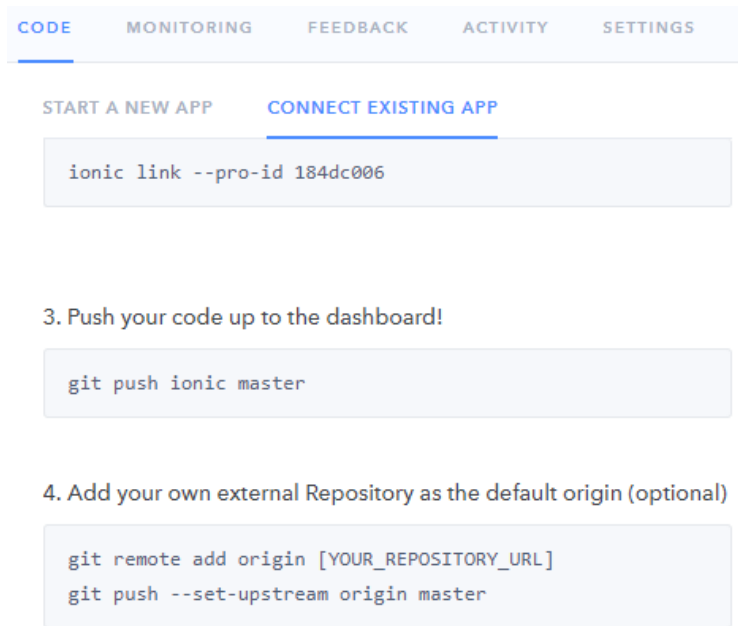 CODE MONITORING FEEDBACK ACTIVITY SETTINGS
START A NEW APP CONNECT EXISTING APP
ionic link --pro-id 184dc006
3. Push your code up to the dashboard!
git push ionic master
4. Add your own external Repository as the default origin (optional)
git remote add origin [YOUR_REPOSITORY_URL]
git push --set-upstream origin master